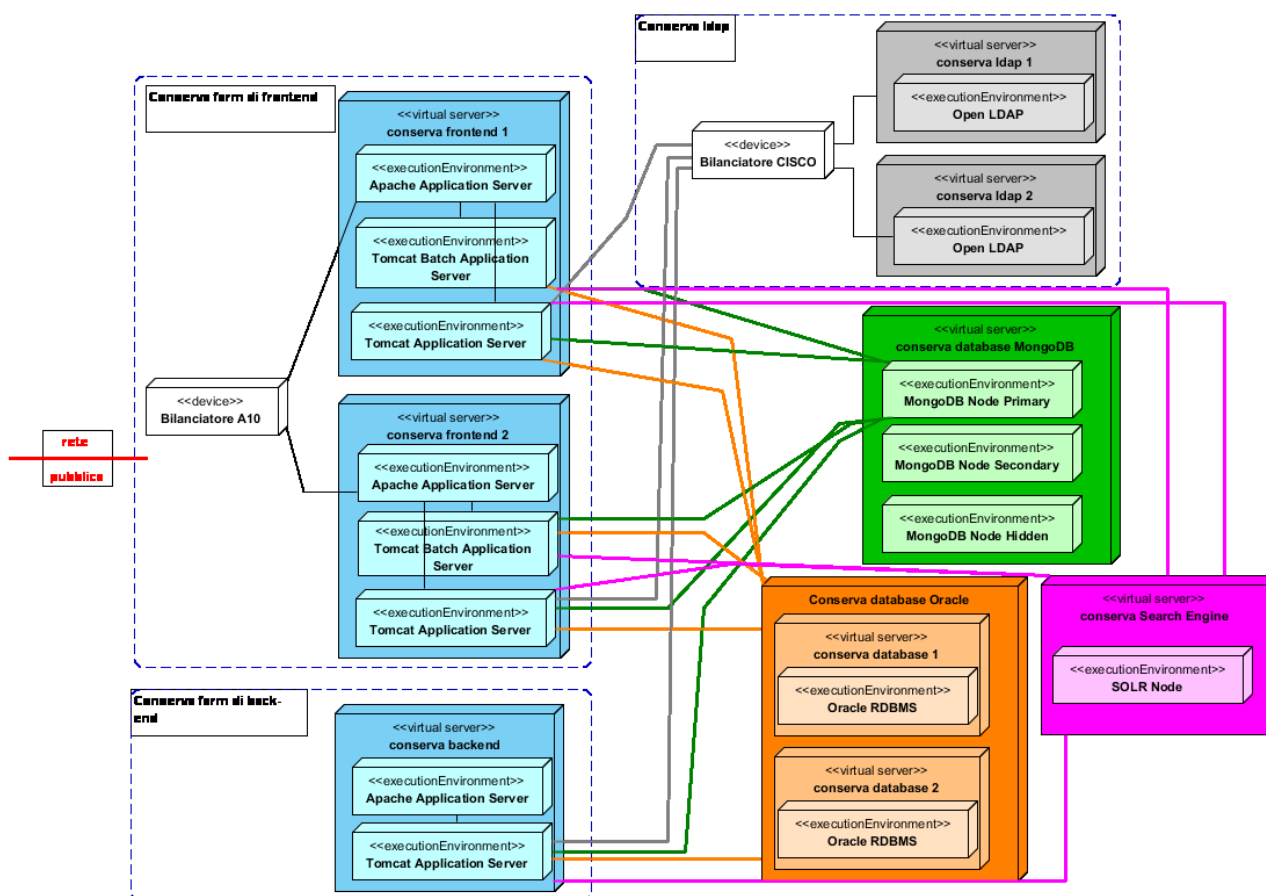 Conserva ldap
<<virtual server>>
conserva ldap 1
<<executionEnvironment>>
Open LDAP
<<device>>
Bilanciatore CISCO
<<virtual server>>
conserva ldap 2
<<executionEnvironment>>
Open LDAP
Conserva farm di frontend
<<virtual server>>
conserva frontend 1
<<executionEnvironment>>
Apache Application Server
<<executionEnvironment>>
Tomcat Batch Application
Server
<<executionEnvironment>>
Tomcat Application Server
<<device>>
Bilanciatore A10
rete
pubblica
<<virtual server>>
conserva frontend 2
<<executionEnvironment>>
Apache Application Server
<<executionEnvironment>>
Tomcat Batch Application
Server
<<executionEnvironment>>
Tomcat Application Server
<<virtual server>>
conserva database MongoDB
<<executionEnvironment>>
MongoDB Node Primary
<<executionEnvironment>>
MongoDB Node Secondary
<<executionEnvironment>>
MongoDB Node Hidden
Conserva database Oracle
<<virtual server>>
conserva database 1
<<executionEnvironment>>
Oracle RDBMS
<<virtual server>>
conserva database 2
<<executionEnvironment>>
Oracle RDBMS
<<virtual server>>
conserva Search Engine
<<executionEnvironment>>
SOLR Node
Conserva farm di back-
end
<<virtual server>>
conserva backend
<<executionEnvironment>>
Apache Application Server
<<executionEnvironment>>
Tomcat Application Server